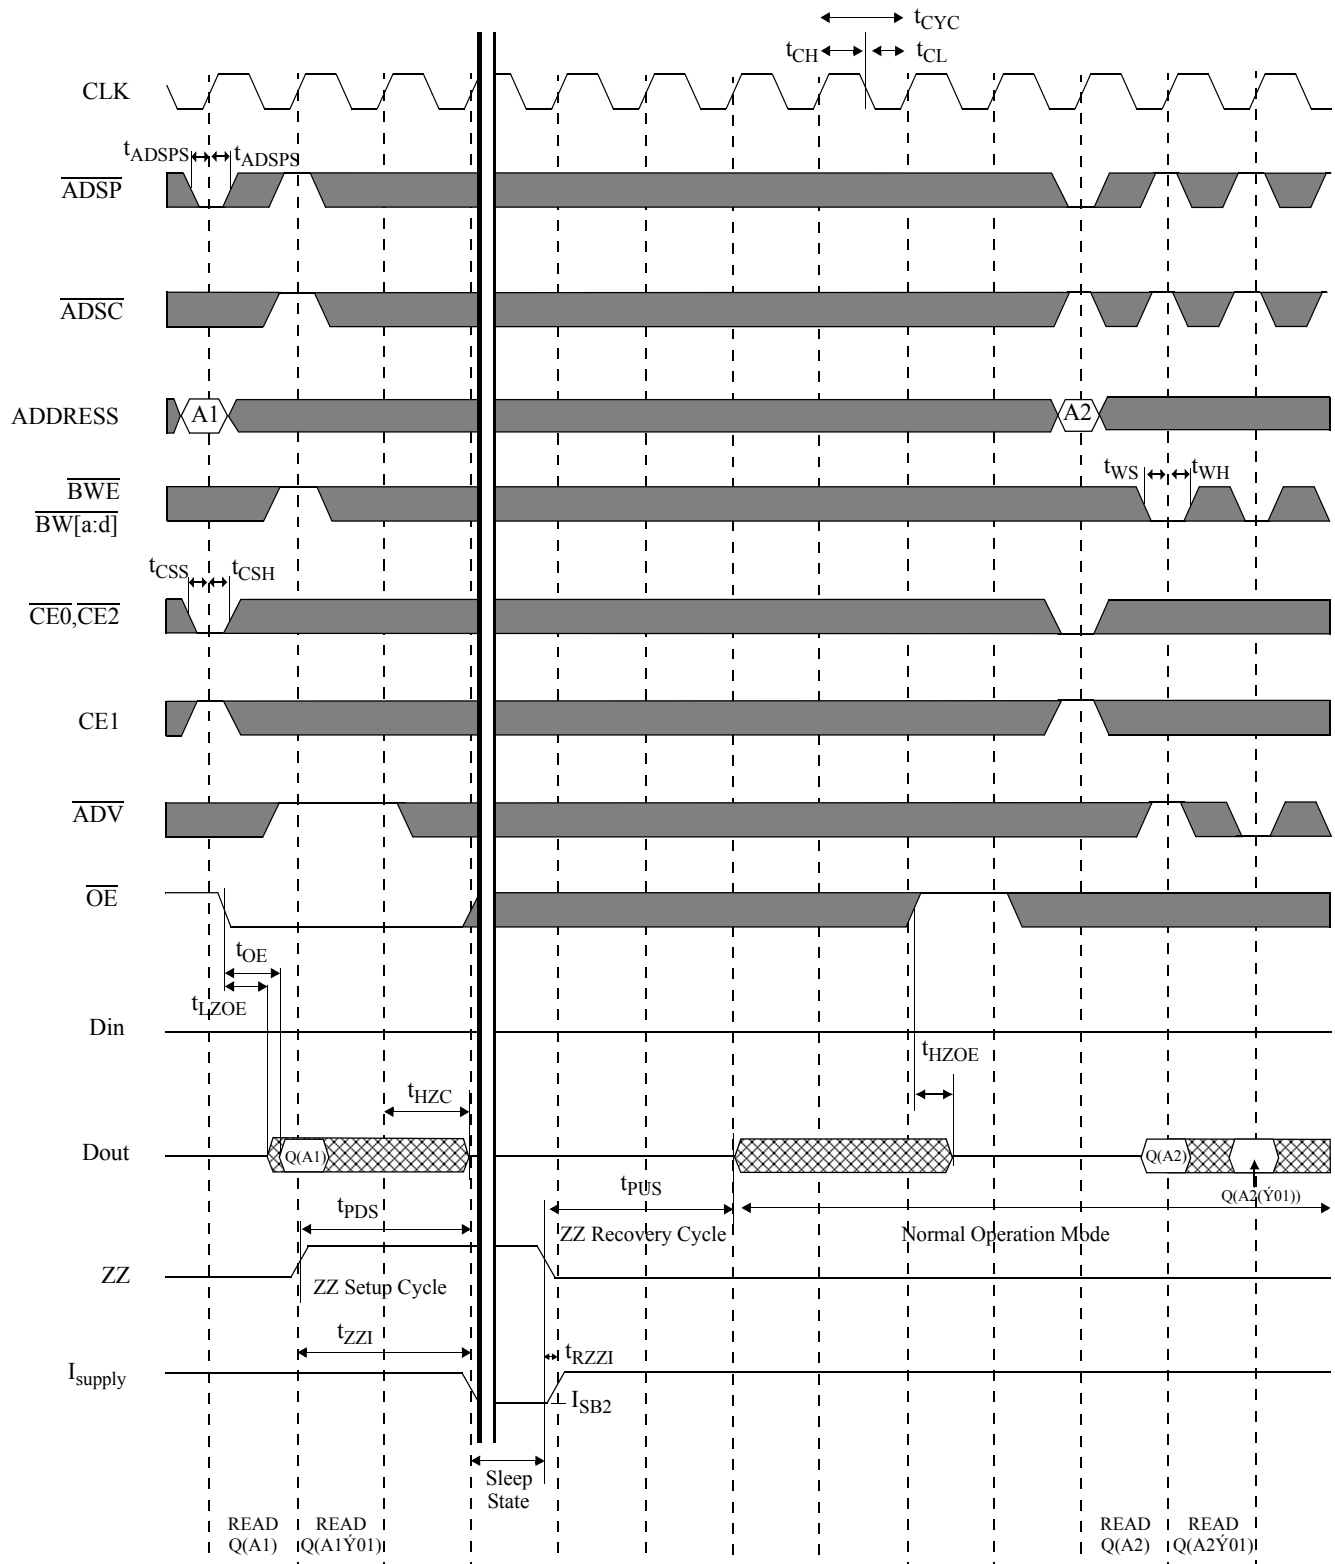 tCYC
tCH
tCL
CLK
tADSPS
tADSPS
ADSP
ADSC
ADDRESS
A1
A2
BWE
BW[a:d]
tWS
tWH
tCSS
tCSH
CE0,CE2
CE1
ADV
OE
tOE
tLZOE
Din
tHZOE
tHZC
Dout
Q(A1)
Q(A2)
Q(A2(Ý01))
tPUS
tPDS
ZZ Recovery Cycle
Normal Operation Mode
ZZ
ZZ Setup Cycle
tZZI
tRZZI
Isupply
ISB2
Sleep
State
READ
Q(A1)
READ
Q(A1Ý01)
READ
Q(A2)
READ
Q(A2Ý01)